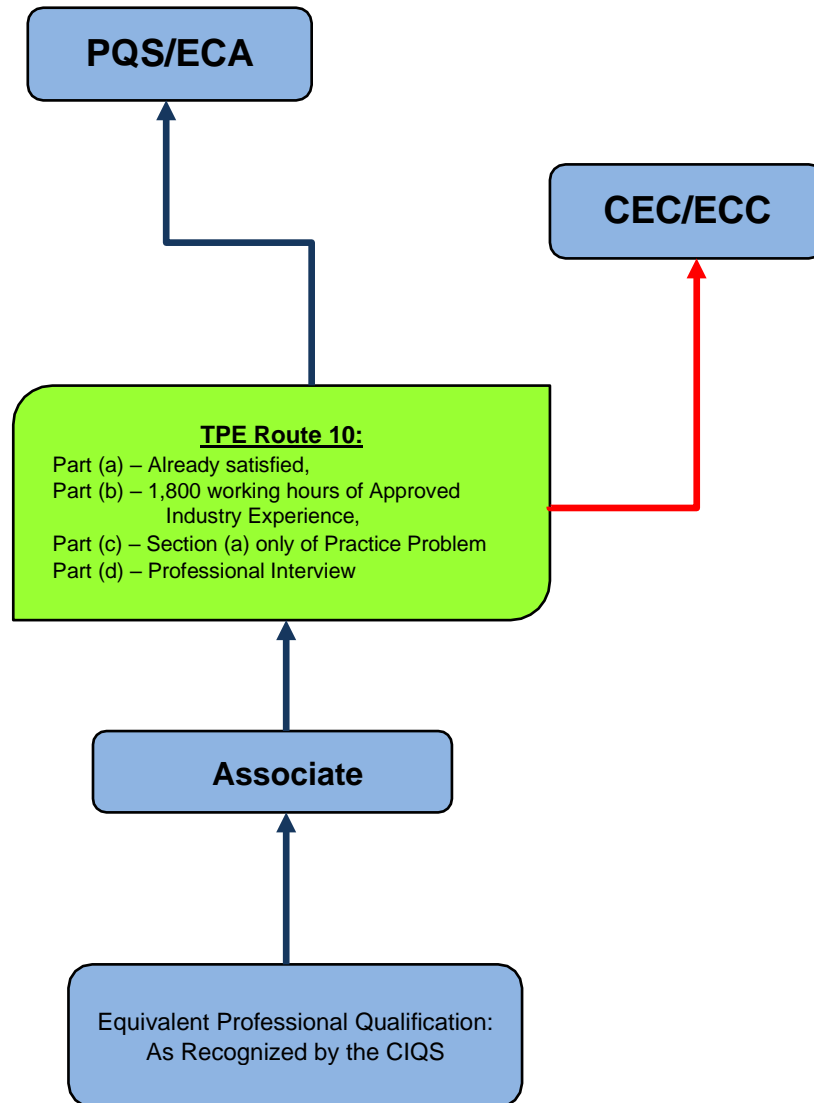 PQS/ECA
CEC/ECC
TPE Route 10:
Part (a) – Already satisfied,
Part (b) – 1,800 working hours of Approved
Industry Experience,
Part (c) – Section (a) only of Practice Problem
Part (d) – Professional Interview
Associate
Equivalent Professional Qualification:
As Recognized by the CIQS